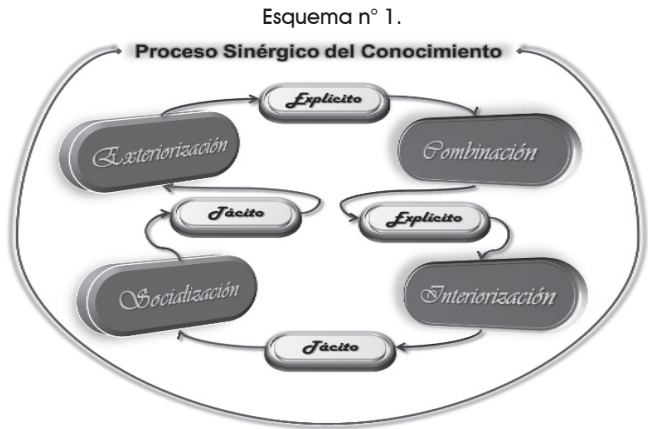 Esquema n° 1.
Proceso Sinérgico del Conocimiento
Explícito
Exteriorización
Combinación
Tácito
Explícito
Socialización
Interiorización
Tácito